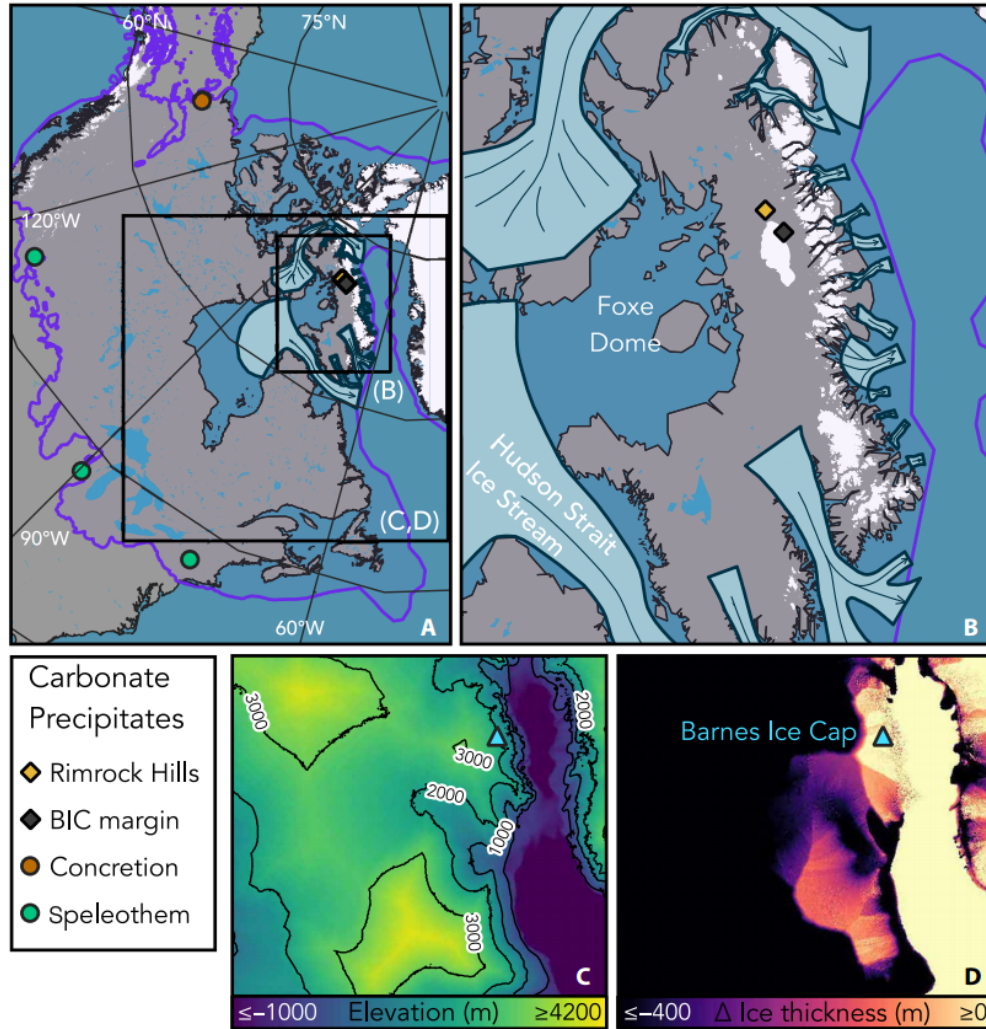 60°N
75°N
120°W
(B)
(C,D)
90°W
60°W
A
Foxe
Dome
Hudson Strait
Ice Stream
B
Carbonate
Precipitates
Rimrock Hills
BIC margin
Concretion
Speleothem
3000
2000
3000
2000
1000
3000
C
≤–1000 Elevation (m) ≥4200
Barnes Ice Cap
D
≤–400 Δ Ice thickness (m) ≥0